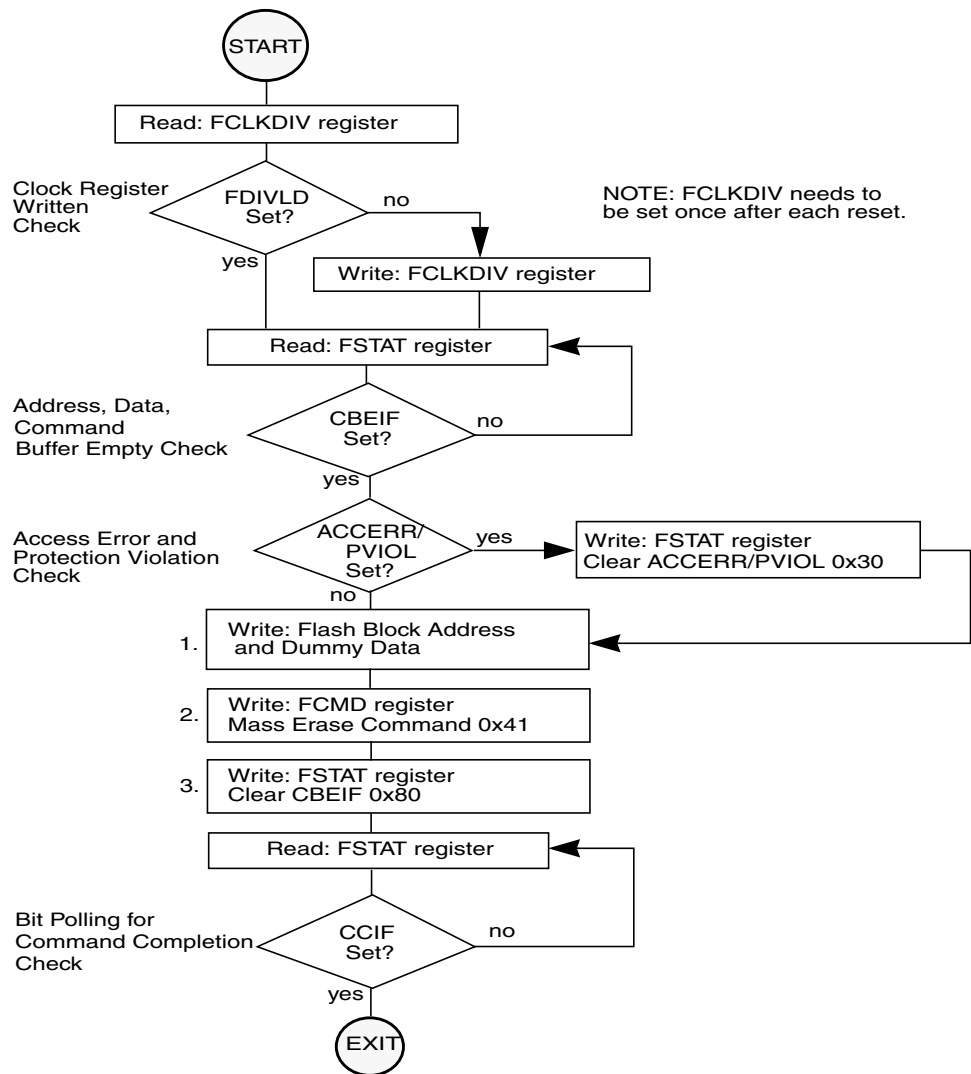 START
Read: FCLKDIV register
Clock Register
Written
Check
FDIVLD
Set?
no
yes
NOTE: FCLKDIV needs to
be set once after each reset.
Write: FCLKDIV register
Read: FSTAT register
Address, Data,
Command
Buffer Empty Check
CBEIF
Set?
no
yes
Access Error and
Protection Violation
Check
ACCERR/
PVIOL
Set?
yes
no
Write: FSTAT register
Clear ACCERR/PVIOL 0x30
1.
Write: Flash Block Address
and Dummy Data
2.
Write: FCMD register
Mass Erase Command 0x41
3.
Write: FSTAT register
Clear CBEIF 0x80
Read: FSTAT register
Bit Polling for
Command Completion
Check
CCIF
Set?
no
yes
EXIT